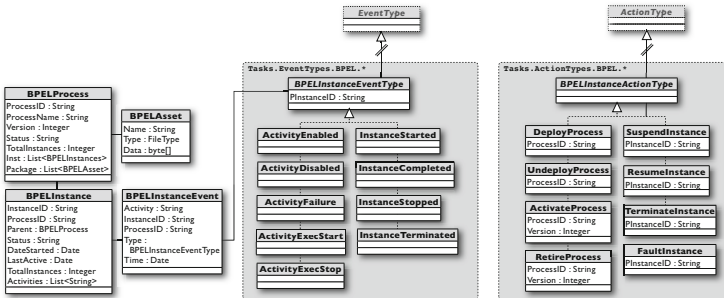 EventType
ActionType
Tasks.EventTypes.BPEL.*
BPELInstanceEventType
PInstanceID : String
ActivityEnabled
InstanceStarted
ActivityDisabled
InstanceCompleted
ActivityFailure
InstanceStopped
ActivityExecStart
InstanceTerminated
ActivityExecStop
Tasks.ActionTypes.BPEL.*
BPELInstanceActionType
DeployProcess
ProcessID : String
SuspendInstance
PInstanceID : String
UndeployProcess
ProcessID : String
ResumeInstance
PInstanceID : String
ActivateProcess
ProcessID : String
Version : Integer
TerminateInstance
PInstanceID : String
RetireProcess
ProcessID : String
Version : Integer
FaultInstance
PInstanceID : String
BPELProcess
ProcessID : String
ProcessName : String
Version : Integer
Status : String
TotalInstances : Integer
Inst : List<BPELInstances>
Package : List<BPELAsset>
BPELAsset
Name : String
Type : FileType
Data : byte[]
BPELInstance
InstanceID : String
ProcessID : String
Parent : BPELProcess
Status : String
DateStarted : Date
LastActive : Date
TotalInstances : Integer
Activities : List<String>
BPELInstanceEvent
Activity : String
InstanceID : String
ProcessID : String
Type :
BPELInstanceEventType
Time : Date